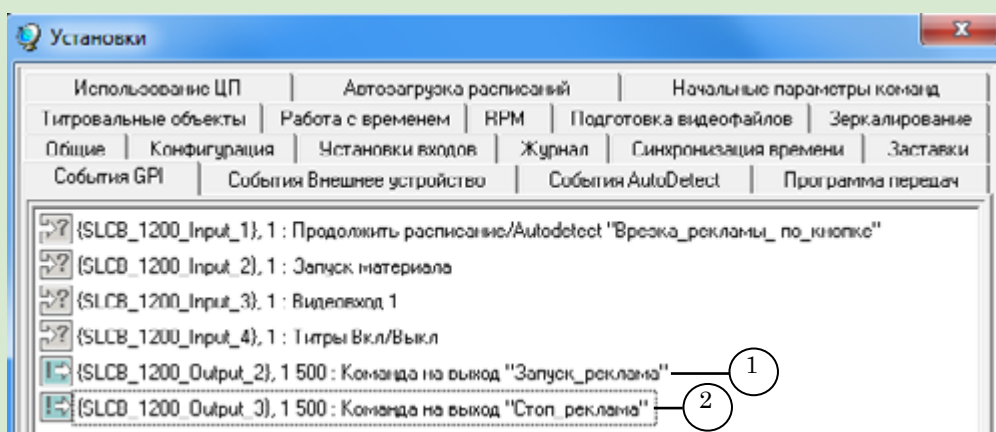 Установки
x
Использование ЦП Автозагрузка расписаний Начальные параметры команд
Титровальные объекты Работа с временем RPM Подготовка видеофайлов Зеркалирование
Общие Конфигурация Установки входов Журнал Синхронизация времени Заставки
События GPI События Внешнее устройство События AutoDetect Программа передач
{SLCB_1200_Input_1}, 1 : Продолжить расписание/Autodetect "Врезка_рекламы_ по_кнопке"
{SLCB_1200_Input_2}, 1 : Запуск материала
{SLCB_1200_Input_3}, 1 : Видеовход 1
{SLCB_1200_Input_4}, 1 : Титры Вкл/Выкл
{SLCB_1200_Output_2}, 1 500 : Команда на выход "Запуск_реклама" 1
{SLCB_1200_Output_3}, 1 500 : Команда на выход "Стоп_реклама" 2